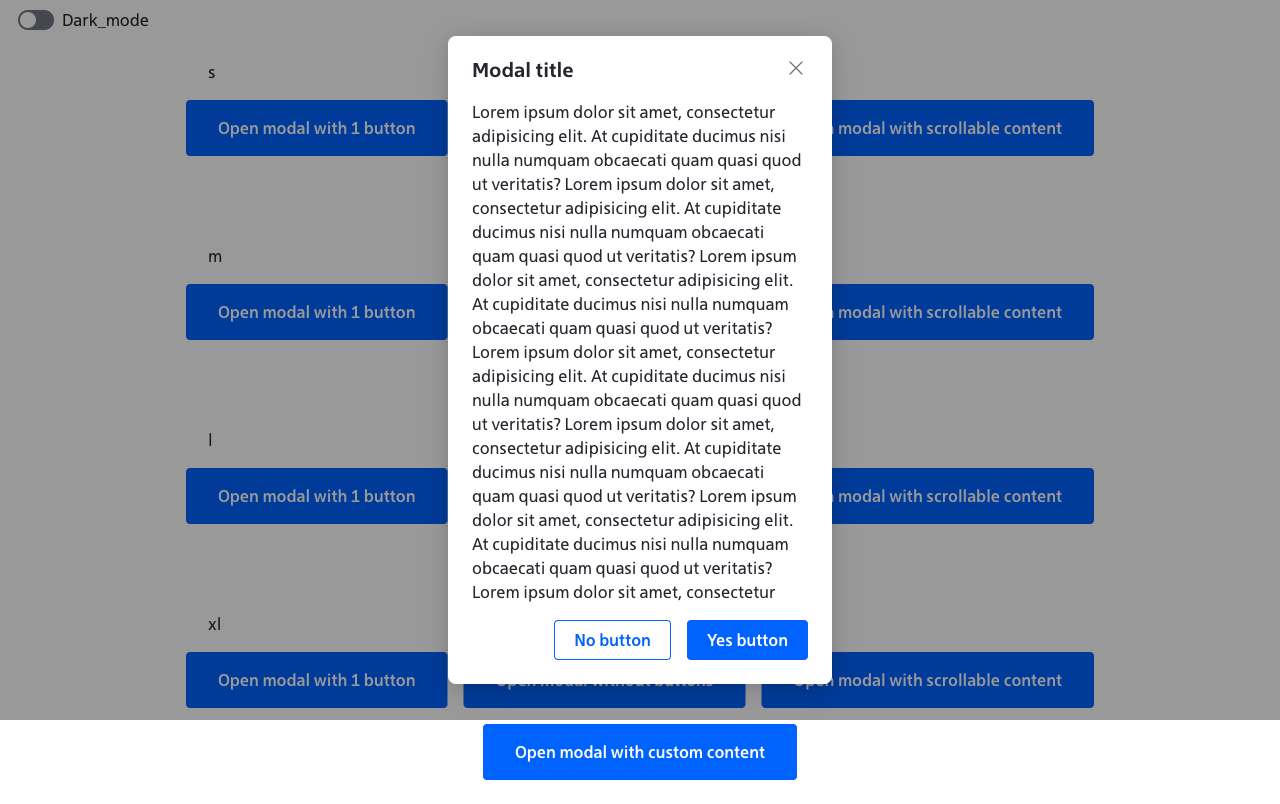 Dark_mode
Modal title
s
Open modal with 1 button
modal with scrollable content
m
Open modal with 1 button
modal with scrollable content
l
Open modal with 1 button
modal with scrollable content
xl
Open modal with 1 button
Open modal without buttons
Open modal with scrollable content
Lorem ipsum dolor sit amet, consectetur
adipisicing elit. At cupiditate ducimus nisi
nulla numquam obcaecati quam quasi quod
ut veritatis? Lorem ipsum dolor sit amet,
consectetur adipisicing elit. At cupiditate
ducimus nisi nulla numquam obcaecati
quam quasi quod ut veritatis? Lorem ipsum
dolor sit amet, consectetur adipisicing elit.
At cupiditate ducimus nisi nulla numquam
obcaecati quam quasi quod ut veritatis?
Lorem ipsum dolor sit amet, consectetur
adipisicing elit. At cupiditate ducimus nisi
nulla numquam obcaecati quam quasi quod
ut veritatis? Lorem ipsum dolor sit amet,
consectetur adipisicing elit. At cupiditate
ducimus nisi nulla numquam obcaecati
quam quasi quod ut veritatis? Lorem ipsum
dolor sit amet, consectetur adipisicing elit.
At cupiditate ducimus nisi nulla numquam
obcaecati quam quasi quod ut veritatis?
Lorem ipsum dolor sit amet, consectetur
No button
Yes button
Open modal with custom content